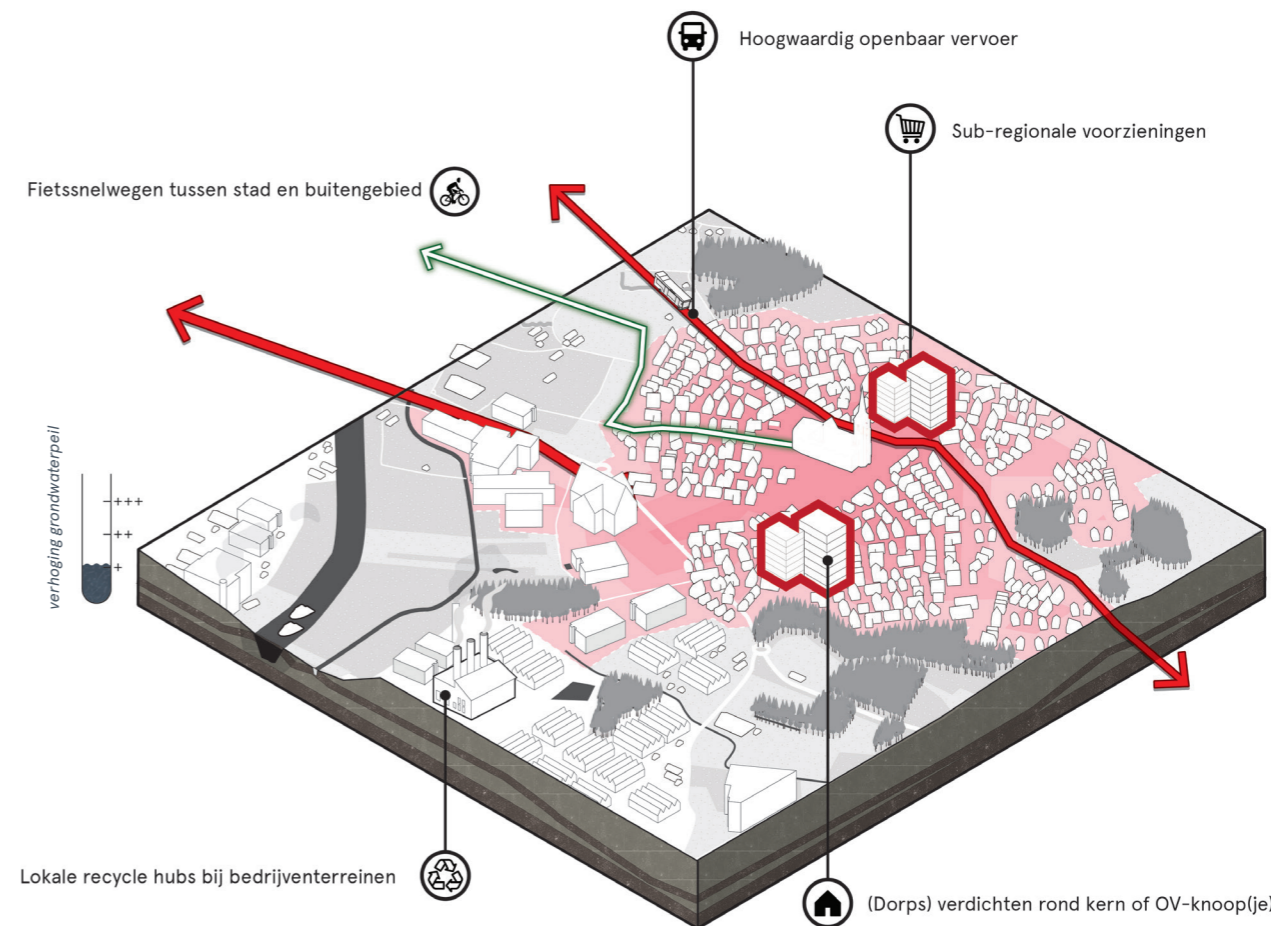 Hoogwaardig openbaar vervoer
Sub-regionale voorzieningen
Fietssnelwegen tussen stad en buitengebied
verhoging grondwaterpeil
+++
++
+
Lokale recycle hubs bij bedrijventerreinen
(Dorps) verdichten rond kern of OV-knoop(je)